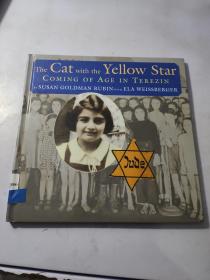 The Cat with the Yellow Star
COMING OF AGE IN TEREZIN
BY SUSAN GOLDMAN RUBIN WITH ELA WEISSBERGER
Jude